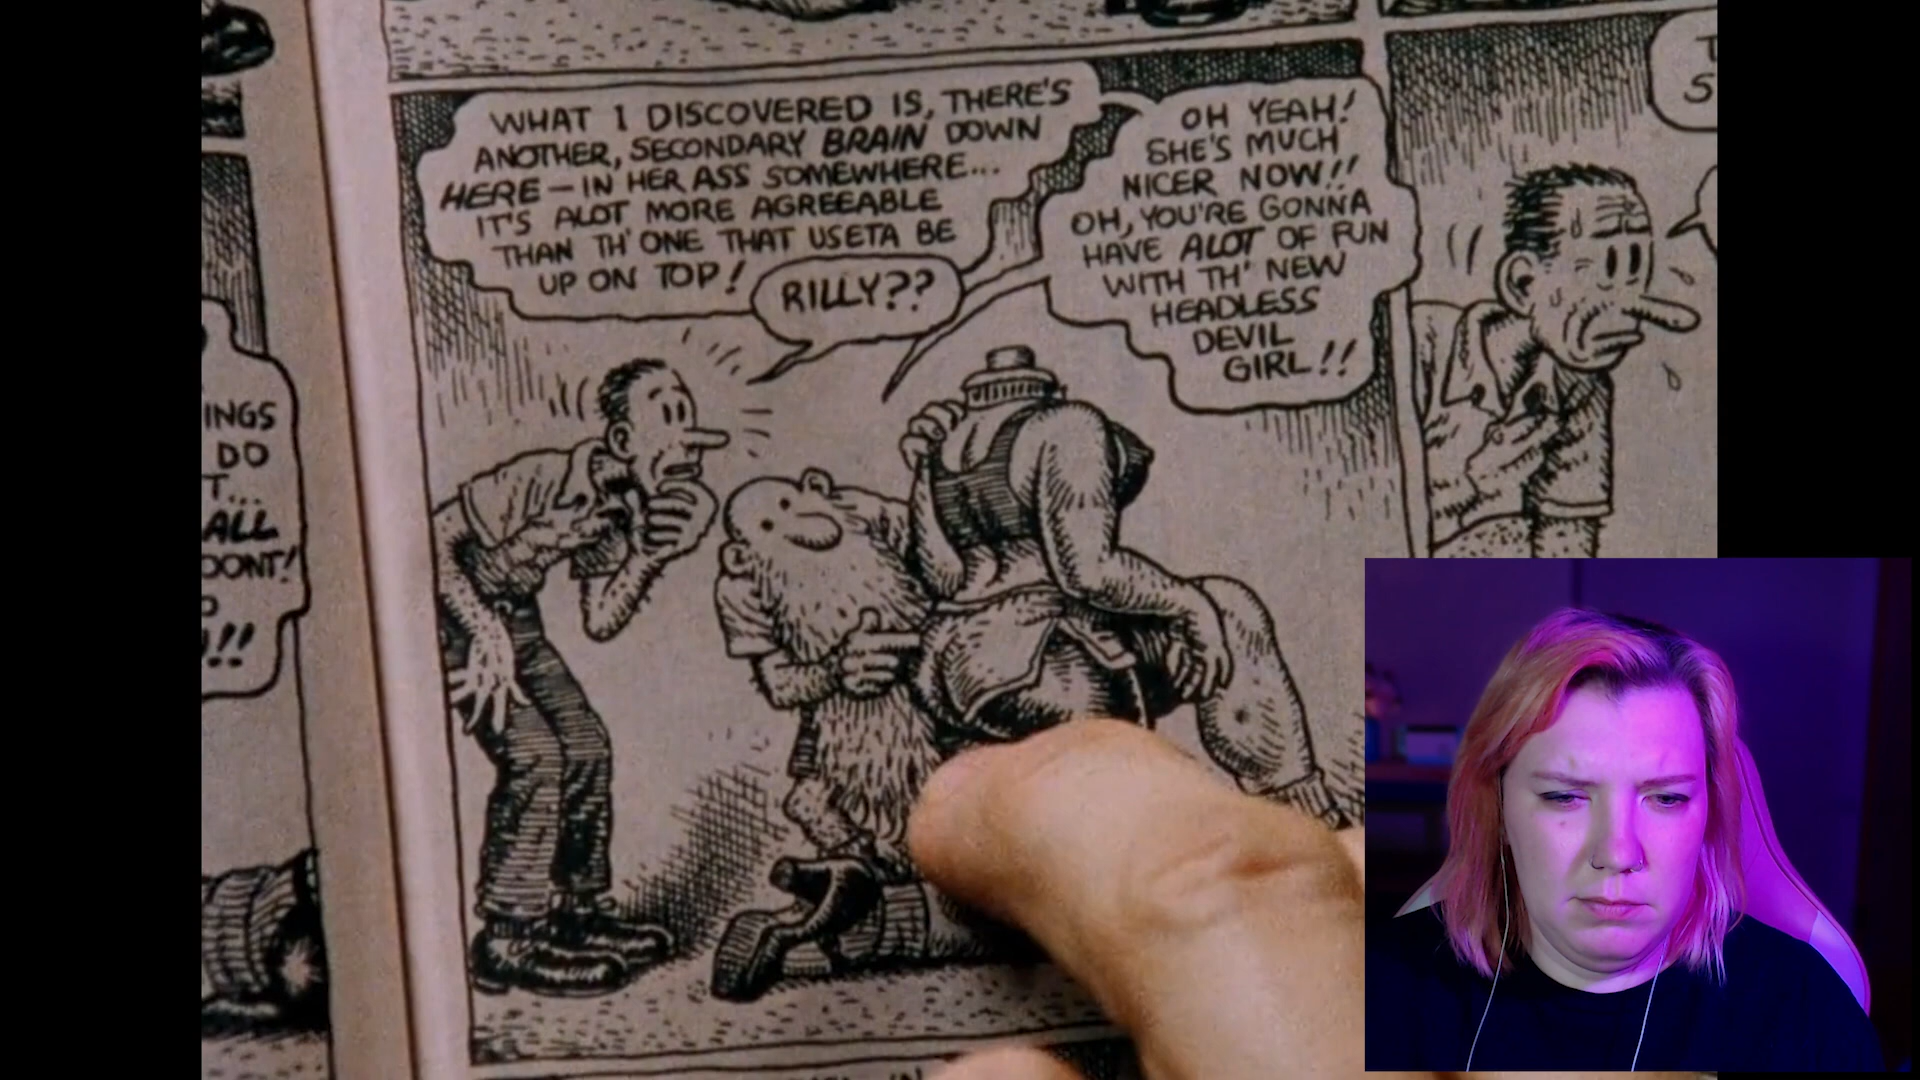 WHAT I DISCOVERED IS, THERE'S
ANOTHER, SECONDARY BRAIN DOWN
HERE — IN HER ASS SOMEWHERE...
IT'S ALOT MORE AGREEABLE
THAN TH' ONE THAT USETA BE
UP ON TOP!
RILLY??
OH YEAH!
SHE'S MUCH
NICER NOW!!
OH, YOU'RE GONNA
HAVE ALOT OF FUN
WITH TH' NEW
HEADLESS
DEVIL
GIRL!!
INGS
DO
T...
ALL
DONT!
!!
T
S